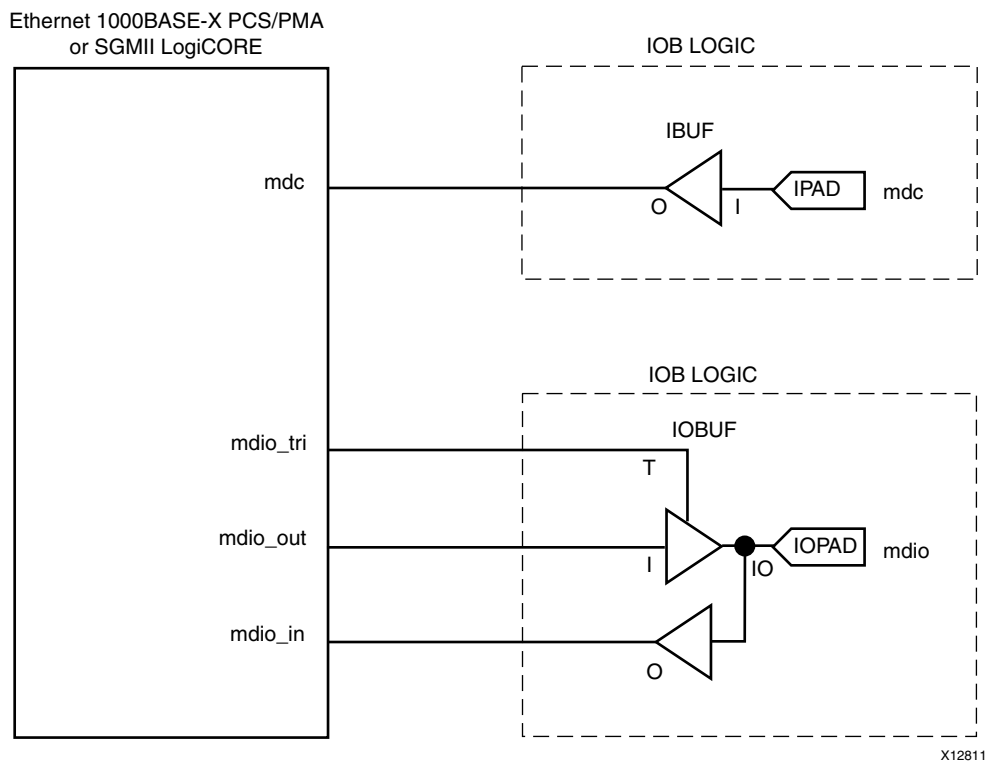 Ethernet 1000BASE-X PCS/PMA
or SGMII LogiCORE
IOB LOGIC
IBUF
mdc
IPAD
mdc
O
I
IOB LOGIC
IOBUF
mdio_tri
T
mdio_out
I
IO
IOPAD
mdio
mdio_in
O
X12811